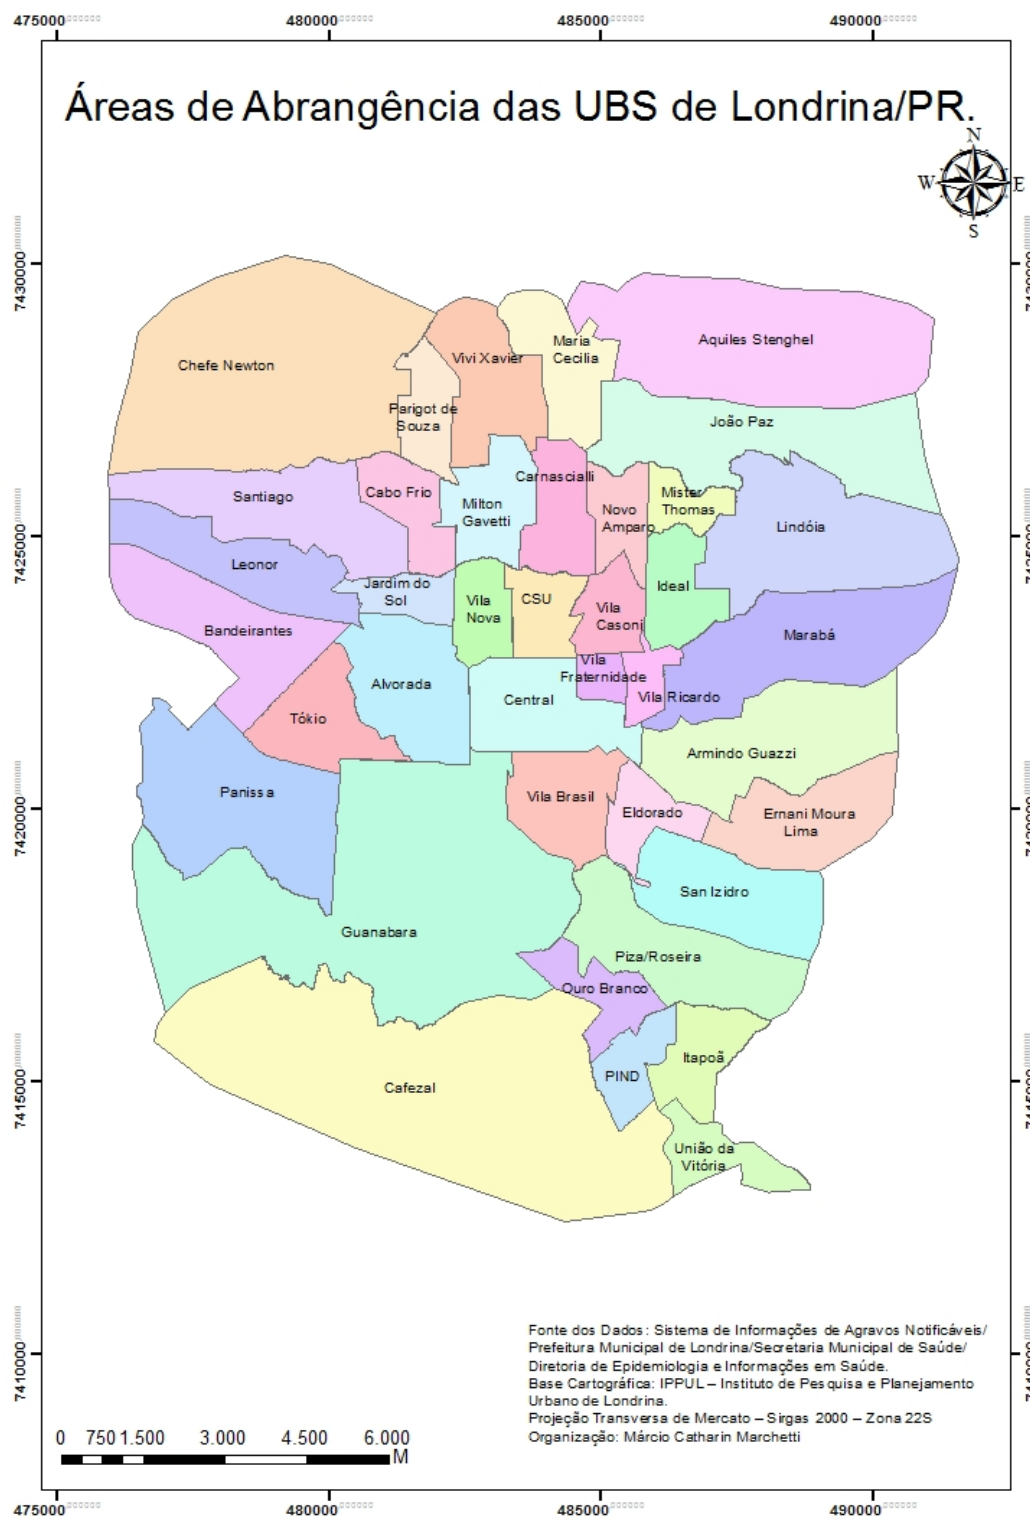 475000 480000 485000 490000
Áreas de Abrangência das UBS de Londrina/PR.
N
W E
S
7430000
7430000
Chefe Newton
Vivi Xavier
Maria
Cecilia
Aquiles Stenghel
Parigot de
Souza
João Paz
Santiago
Cabo Frio
Milton
Gavetti
Carnascialli
Novo
Amparo
Mister
Thomas
Lindóia
7425000
7425000
Leonor
Jardim do
Sol
Vila
Nova
CSU
Vila
Casoni
Ideal
Bandeirantes
Marabá
Alvorada
Central
Vila
Fraternidade
Vila Ricardo
Tókio
Armindo Guazzi
Panissa
Vila Brasil
Eldorado
Ernani Moura
Lima
7420000
7420000
San Izidro
Guanabara
Piza/Roseira
Ouro Branco
Cafezal
PIND
Itapoã
7415000
7415000
União da
Vitória
7410000
7410000
Fonte dos Dados: Sistema de Informações de Agravos Notificáveis/
Prefeitura Municipal de Londrina/Secretaria Municipal de Saúde/
Diretoria de Epidemiologia e Informações em Saúde.
Base Cartográfica: IPPUL – Instituto de Pesquisa e Planejamento
Urbano de Londrina.
Projeção Transversa de Mercato – Sirgas 2000 – Zona 22S
Organização: Márcio Catharin Marchetti
0 750 1.500 3.000 4.500 6.000
M
475000 480000 485000 490000